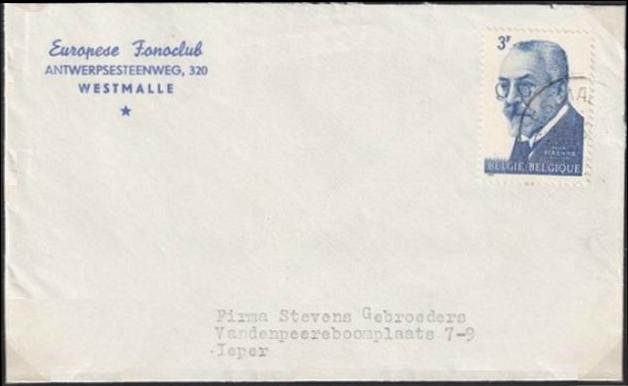 Europese Fonoclub
ANTWERPSESTEENWEG, 320
WESTMALLE
3F
PIRENNE
BELGIE-BELGIQUE
Firma Stevens Gebroeders
Vandenpeereboomplaats 7-9
Ieper